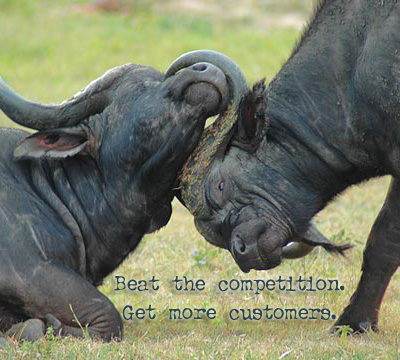 Beat the competition.
Get more customers.